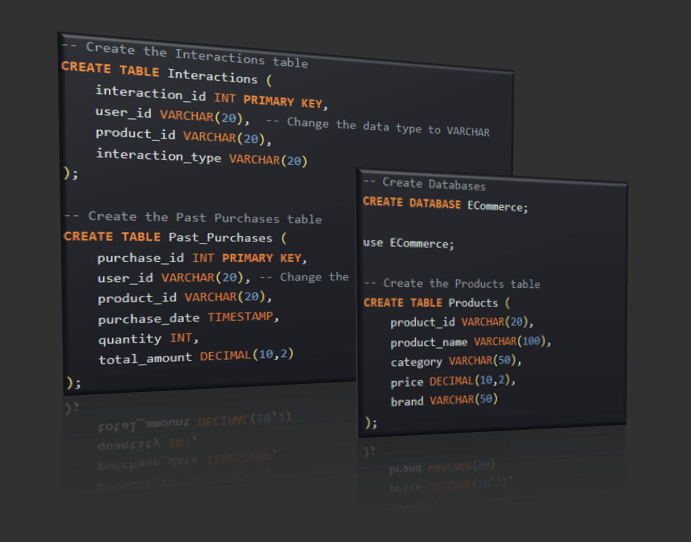 -- Create the Interactions table
CREATE TABLE Interactions (
interaction_id INT PRIMARY KEY,
user_id VARCHAR(20), -- Change the data type to VARCHAR
product_id VARCHAR(20),
interaction_type VARCHAR(20)
);
-- Create the Past Purchases table
CREATE TABLE Past_Purchases (
purchase_id INT PRIMARY KEY,
user_id VARCHAR(20), -- Change the
product_id VARCHAR(20),
purchase_date TIMESTAMP,
quantity INT,
total_amount DECIMAL(10,2)
);
-- Create Databases
CREATE DATABASE ECommerce;
use ECommerce;
-- Create the Products table
CREATE TABLE Products (
product_id VARCHAR(20),
product_name VARCHAR(100),
category VARCHAR(50),
price DECIMAL(10,2),
brand VARCHAR(50)
);